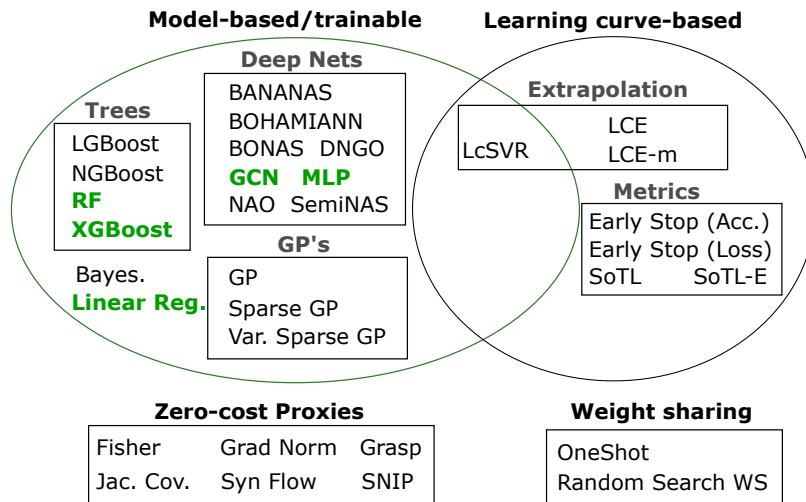 Model-based/trainable
Learning curve-based
Deep Nets
BANANAS
BOHAMIANN
BONAS DNGO
GCN MLP
NAO SemiNAS
Trees
LGBoost
NGBoost
RF
XGBoost
Bayes.
Linear Reg.
GP's
GP
Sparse GP
Var. Sparse GP
Extrapolation
LcSVR
LCE
LCE-m
Metrics
Early Stop (Acc.)
Early Stop (Loss)
SoTL SoTL-E
Zero-cost Proxies
Fisher Grad Norm Grasp
Jac. Cov. Syn Flow SNIP
Weight sharing
OneShot
Random Search WS